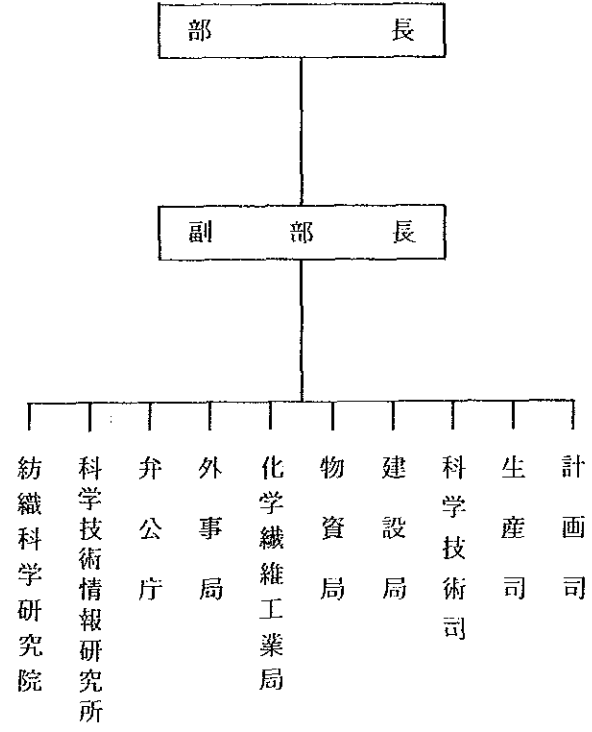 部長
副部長
計画司
生産司
科学技術司
建設局
物資局
化学繊維工業局
外事局
弁公庁
科学技術情報研究所
紡織科学研究院